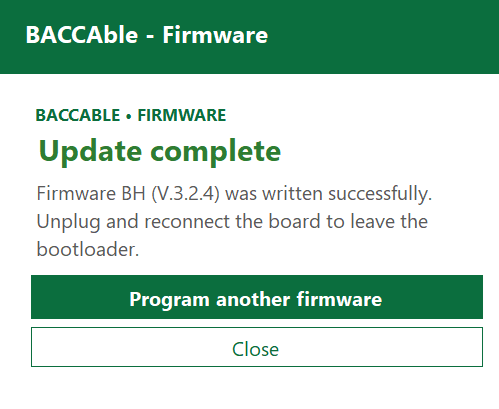 BACCAble - Firmware
BACCABLE • FIRMWARE
Update complete
Firmware BH (V.3.2.4) was written successfully.
Unplug and reconnect the board to leave the
bootloader.
Program another firmware
Close